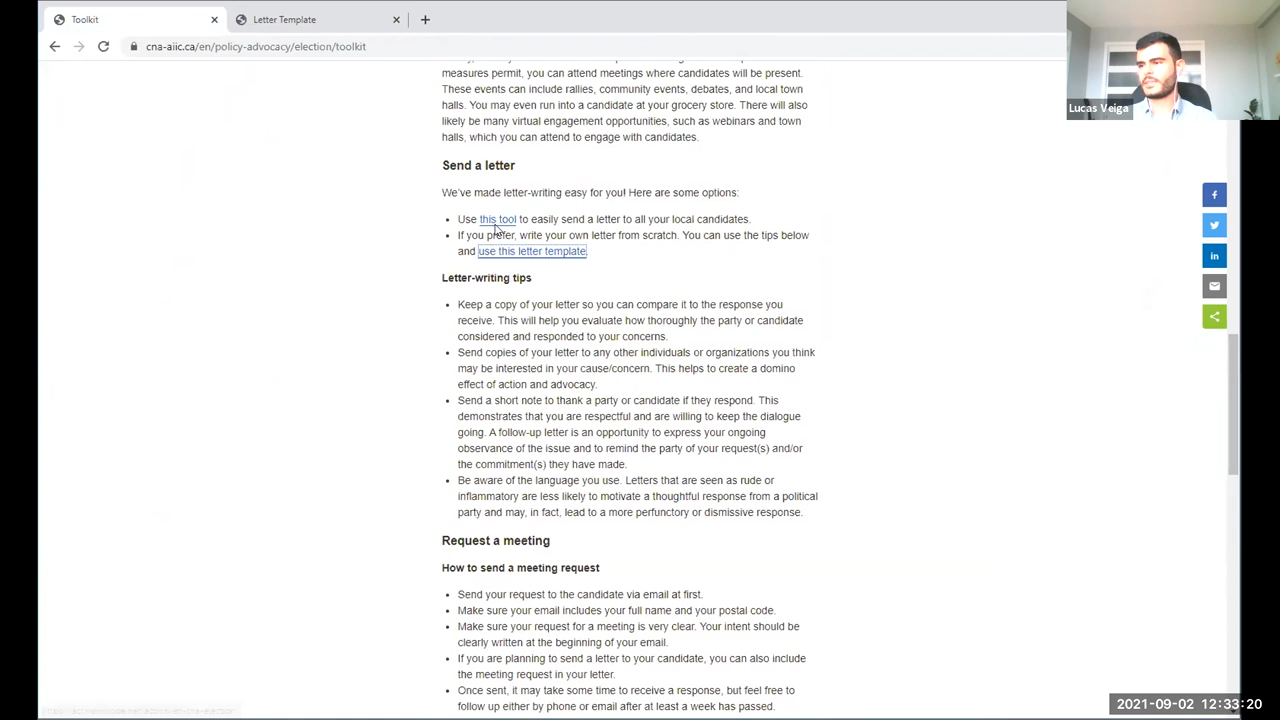 Toolkit
Letter Template
cna-aiic.ca/en/policy-advocacy/election/toolkit
Lucas Veiga
measures permit, you can attend meetings where candidates will be present.
These events can include rallies, community events, debates, and local town
halls. You may even run into a candidate at your grocery store. There will also
likely be many virtual engagement opportunities, such as webinars and town
halls, which you can attend to engage with candidates.
Send a letter
We've made letter-writing easy for you! Here are some options:
• Use this tool to easily send a letter to all your local candidates.
• If you prefer, write your own letter from scratch. You can use the tips below
and use this letter template.
Letter-writing tips
• Keep a copy of your letter so you can compare it to the response you
receive. This will help you evaluate how thoroughly the party or candidate
considered and responded to your concerns.
• Send copies of your letter to any other individuals or organizations you think
may be interested in your cause/concern. This helps to create a domino
effect of action and advocacy.
• Send a short note to thank a party or candidate if they respond. This
demonstrates that you are respectful and are willing to keep the dialogue
going. A follow-up letter is an opportunity to express your ongoing
observance of the issue and to remind the party of your request(s) and/or
the commitment(s) they have made.
• Be aware of the language you use. Letters that are seen as rude or
inflammatory are less likely to motivate a thoughtful response from a political
party and may, in fact, lead to a more perfunctory or dismissive response.
Request a meeting
How to send a meeting request
• Send your request to the candidate via email at first.
• Make sure your email includes your full name and your postal code.
• Make sure your request for a meeting is very clear. Your intent should be
clearly written at the beginning of your email.
• If you are planning to send a letter to your candidate, you can also include
the meeting request in your letter.
• Once sent, it may take some time to receive a response, but feel free to
follow up either by phone or email after at least a week has passed.
2021-09-02 12:33:20